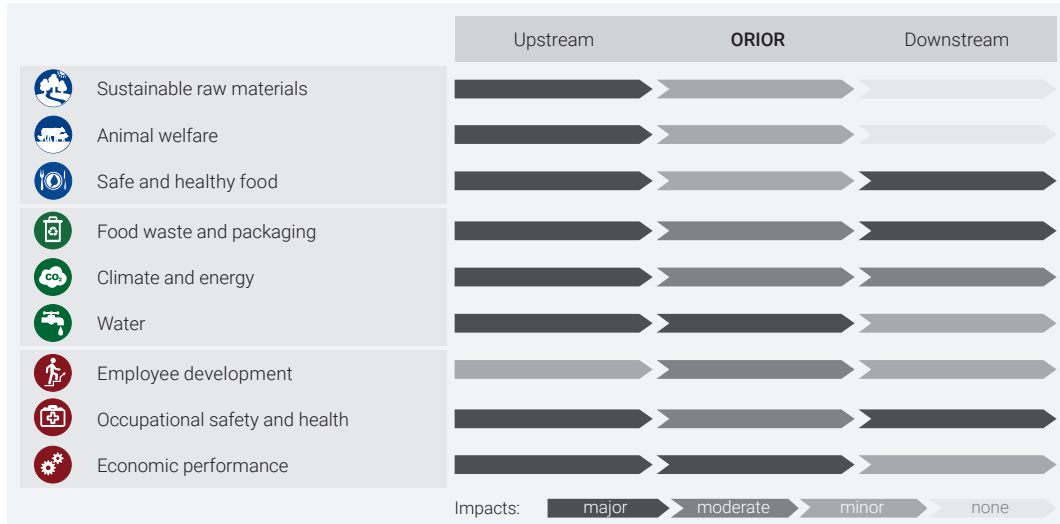 Upstream ORIOR Downstream
Sustainable raw materials
Animal welfare
Safe and healthy food
Food waste and packaging
CO₂
Climate and energy
Water
Employee development
Occupational safety and health
Economic performance
Impacts: major moderate minor none